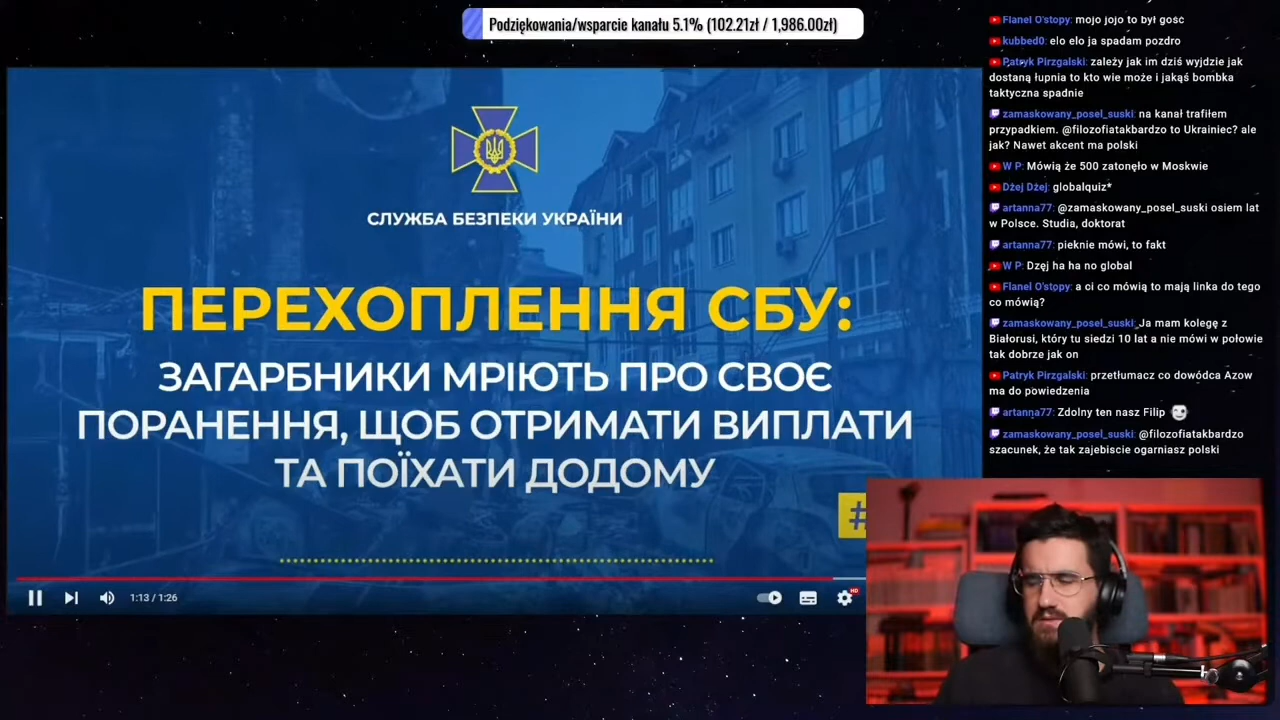 Podziękowania/wsparcie kanału 5.1% (102.21zł / 1,986.00zł)
СЛУЖБА БЕЗПЕКИ УКРАЇНИ
ПЕРЕХОПЛЕННЯ СБУ:
ЗАГАРБНИКИ МРІЮТЬ ПРО СВОЄ
ПОРАНЕННЯ, ЩОБ ОТРИМАТИ ВИПЛАТИ
ТА ПОЇХАТИ ДОДОМУ
#
1:13 / 1:26
HD
Flanel O'stopy: mojo jojo to był gosc
kubbed0: elo elo ja spadam pozdro
Patryk Pirzgalski: zależy jak im dziś wyjdzie jak
dostaną łupnia to kto wie może i jakąś bombka
taktyczna spadnie
zamaskowany_posel_suski: na kanał trafiłem
przypadkiem. @filozofiatakbardzo to Ukrainiec? ale
jak? Nawet akcent ma polski
W P: Mówią że 500 zatonęło w Moskwie
Dżej Dżej: globalquiz*
artanna77: @zamaskowany_posel_suski osiem lat
w Polsce. Studia, doktorat
artanna77: pieknie mówi, to fakt
W P: Dzęj ha ha no global
Flanel O'stopy: a oi co mówią to mają linka do tego
co mówią?
zamaskowany_posel_suski: Ja mam kolegę z
Białorusi, który tu siedzi 10 lat a nie mówi w połowie
tak dobrze jak on
Patryk Pirzgalski: przetłumacz co dowódca Azow
ma do powiedzenia
artanna77: Zdolny ten nasz Filip
zamaskowany_posel_suski: @filozofiatakbardzo
szacunek, że tak zajebiscie ogarniasz polski